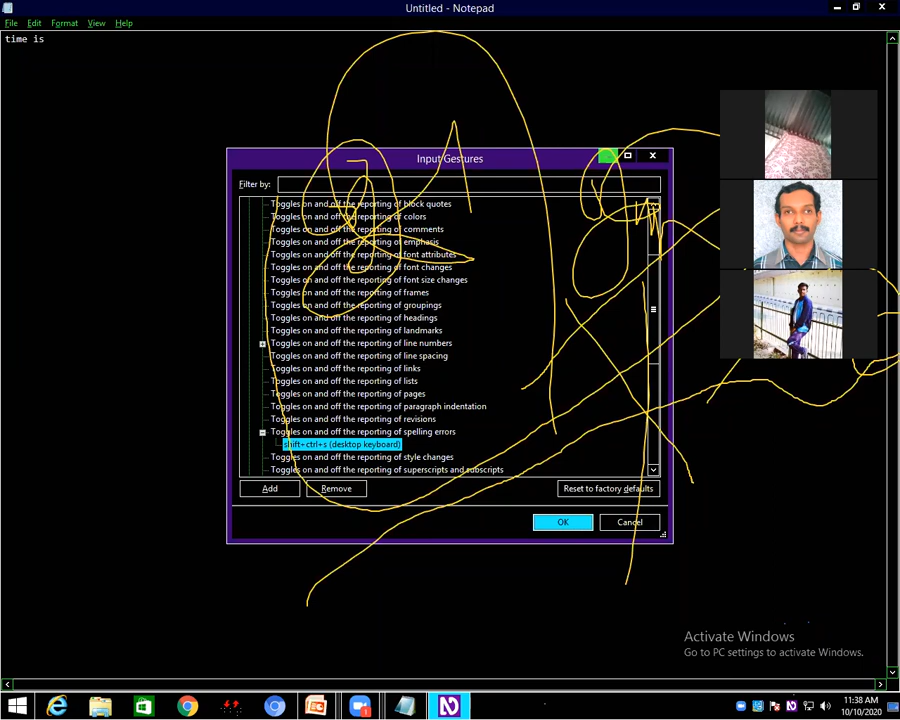 Untitled - Notepad
File Edit Format View Help
time is
Input Gestures
Filter by:
Toggles on and off the reporting of block quotes
Toggles on and off the reporting of colors
Toggles on and off the reporting of comments
Toggles on and off the reporting of emphasis
Toggles on and off the reporting of font attributes
Toggles on and off the reporting of font changes
Toggles on and off the reporting of font size changes
Toggles on and off the reporting of frames
Toggles on and off the reporting of groupings
Toggles on and off the reporting of headings
Toggles on and off the reporting of landmarks
Toggles on and off the reporting of line numbers
Toggles on and off the reporting of line spacing
Toggles on and off the reporting of links
Toggles on and off the reporting of lists
Toggles on and off the reporting of pages
Toggles on and off the reporting of paragraph indentation
Toggles on and off the reporting of revisions
Toggles on and off the reporting of spelling errors
shift+ctrl+s (desktop keyboard)
Toggles on and off the reporting of style changes
Toggles on and off the reporting of superscripts and subscripts
Add Remove Reset to factory defaults
OK Cancel
Activate Windows
Go to PC settings to activate Windows.
11:38 AM
10/10/2020